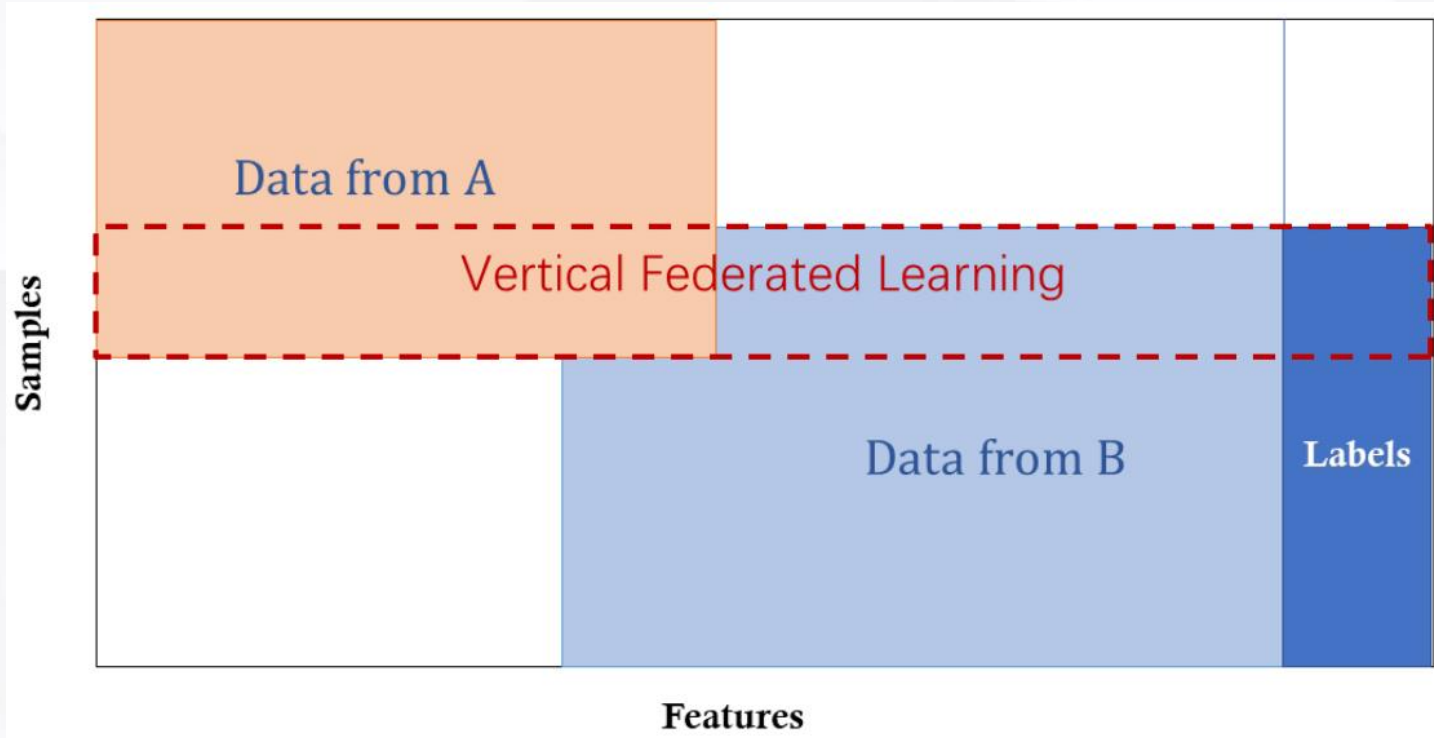 Data from A
Vertical Federated Learning
Samples
Data from B
Labels
Features